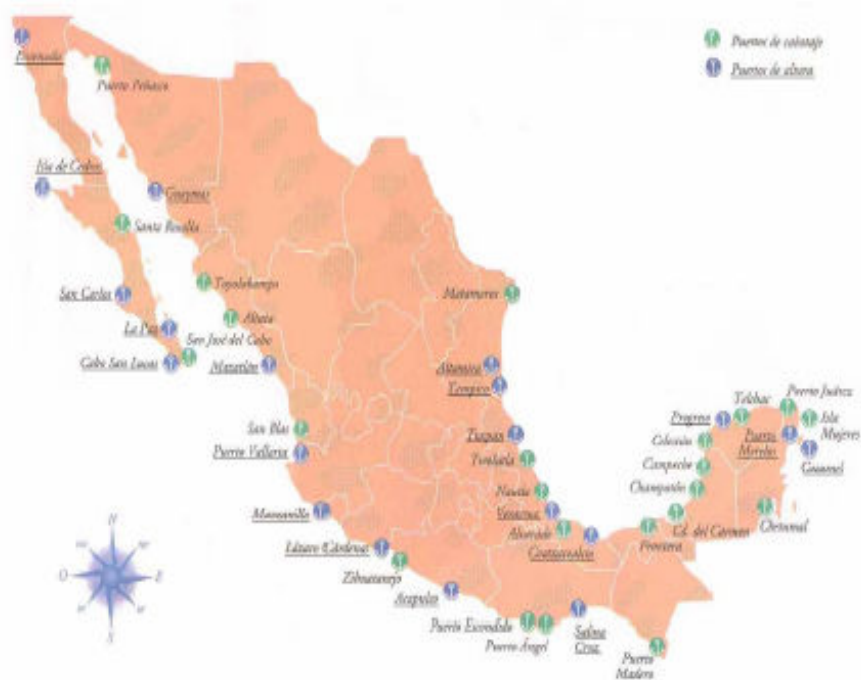 Puertos de cabotaje
Puertos de altura
Ensenada
Puerto Peñasco
Isla de Cedros
Guaymas
Santa Rosalía
Topolobampo
San Carlos
Altata
Matamoros
La Paz
San José del Cabo
Cabo San Lucas
Mazatlán
Altamira
Tampico
San Blas
Puerto Vallarta
Tuxpan
Tecolutla
Nautla
Veracruz
Alvarado
Coatzacoalcos
Manzanillo
Lázaro Cárdenas
Zihuatanejo
Acapulco
Puerto Escondido
Puerto Ángel
Salina
Cruz
Puerto
Madero
Frontera
Cd. del Carmen
Chetumal
Champotón
Campeche
Celestún
Progreso
Telchac
Puerto Juárez
Isla
Mujeres
Puerto
Morelos
Cozumel
N
O
E
S